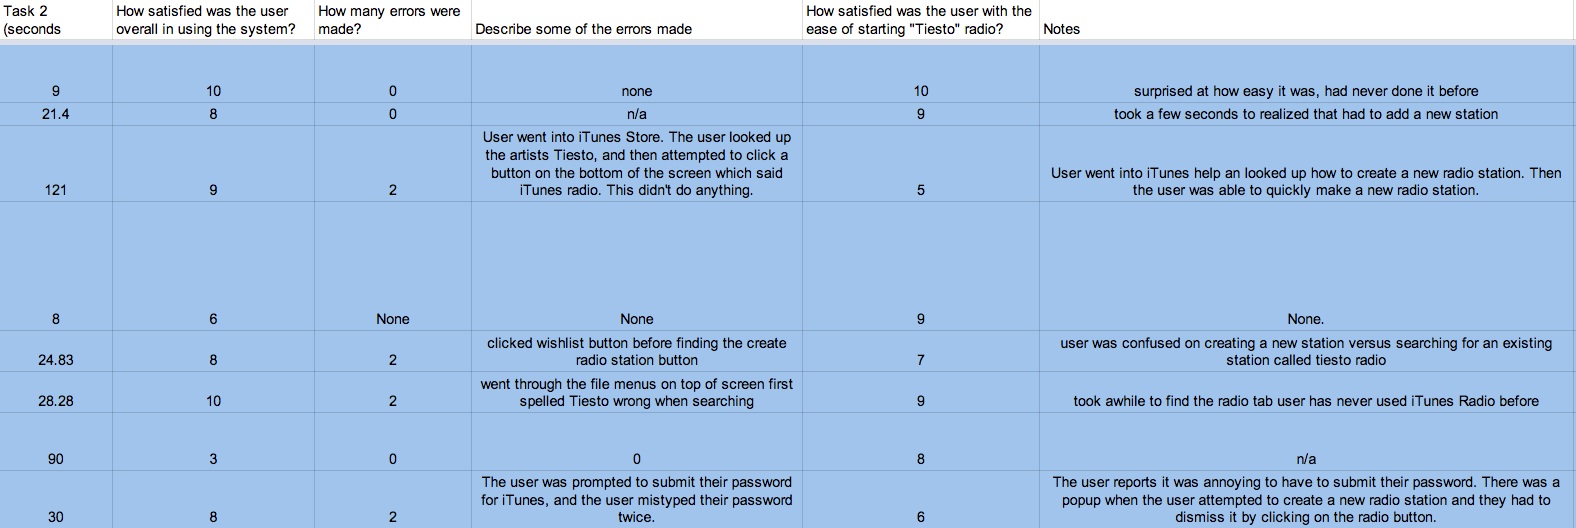 Task 2
(seconds
How satisfied was the user
overall in using the system?
How many errors were
made?
Describe some of the errors made
How satisfied was the user with the
ease of starting "Tiesto" radio?
Notes
9
10
0
none
10
surprised at how easy it was, had never done it before
21.4
8
0
n/a
9
took a few seconds to realized that had to add a new station
121
9
2
User went into iTunes Store. The user looked up
the artists Tiesto, and then attempted to click a
button on the bottom of the screen which said
iTunes radio. This didn't do anything.
5
User went into iTunes help an looked up how to create a new radio station. Then
the user was able to quickly make a new radio station.
8
6
None
None
9
None.
24.83
8
2
clicked wishlist button before finding the create
radio station button
7
user was confused on creating a new station versus searching for an existing
station called tiesto radio
28.28
10
2
went through the file menus on top of screen first
spelled Tiesto wrong when searching
9
took awhile to find the radio tab user has never used iTunes Radio before
90
3
0
0
8
n/a
30
8
2
The user was prompted to submit their password
for iTunes, and the user mistyped their password
twice.
6
The user reports it was annoying to have to submit their password. There was a
popup when the user attempted to create a new radio station and they had to
dismiss it by clicking on the radio button.